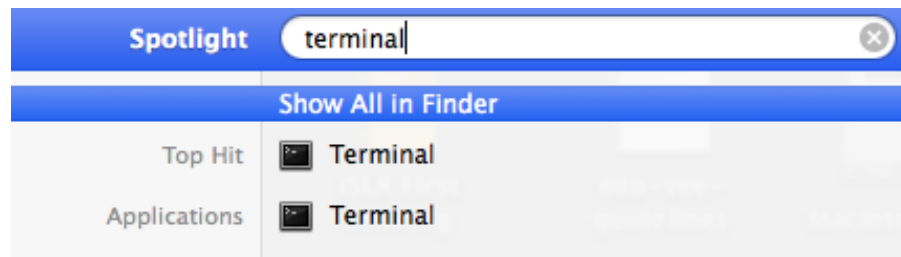 Spotlight terminal
Show All in Finder
Top Hit Terminal
Applications Terminal